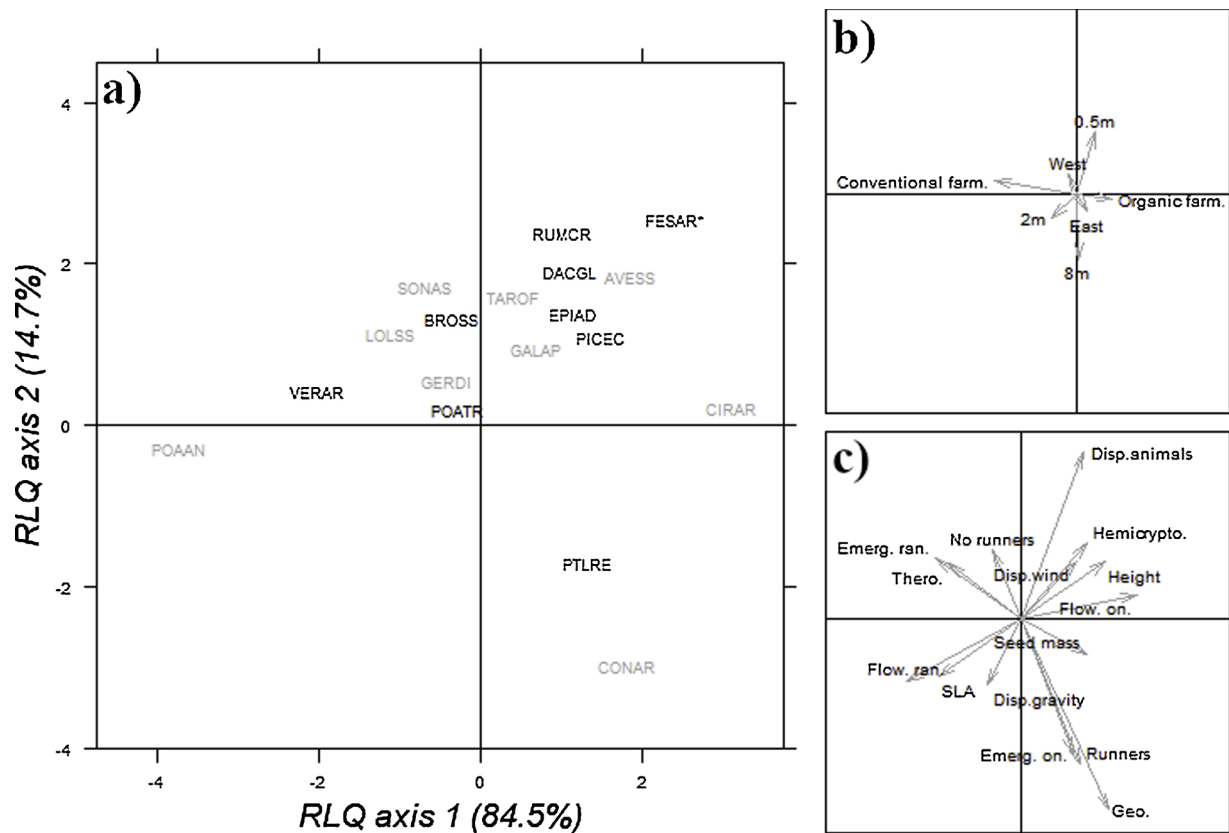 a)
4
2
0
-2
-4
RLQ axis 2 (14.7%)
FESAR*
RUMCR
DACGL
AVESS
SONAS
TAROF
BROSS
EPIAD
LOLSS
PICEC
GALAP
GERDI
VERAR
POATR
CIRAR
POAAN
PTLRE
CONAR
-4
-2
0
2
RLQ axis 1 (84.5%)
b)
0.5m
West
Conventional farm.
Organic farm.
2m
East
8m
c)
Disp.animals
No runners
Hemicrypto.
Emerg. ran.
Thero.
Disp.wind
Height
Flow. on.
Seed mass
Flow. ran.
SLA
Disp.gravity
Emerg. on.
Runners
Geo.